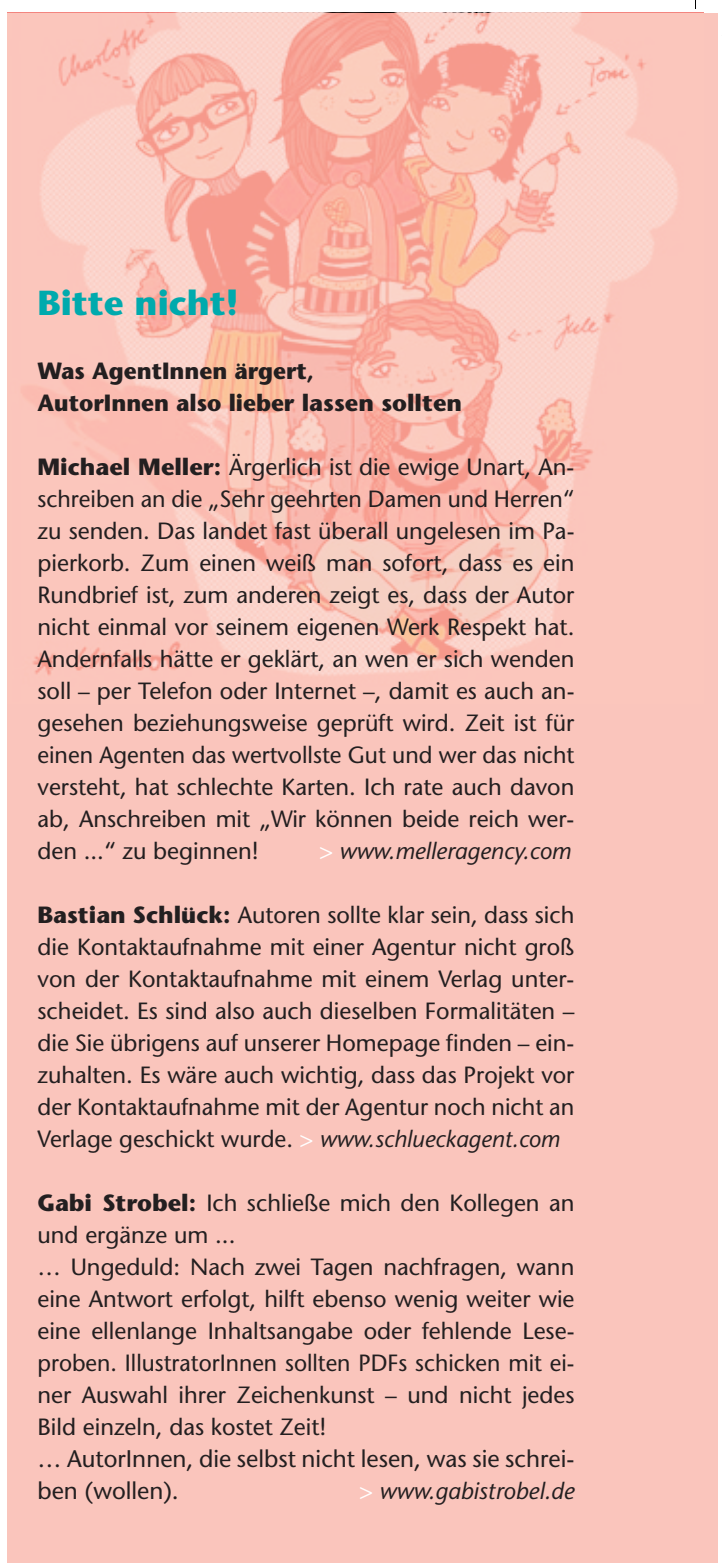 Charlotte
Tom
Jule
Bitte nicht!
Was AgentInnen ärgert,
AutorInnen also lieber lassen sollten
Michael Meller: Ärgerlich ist die ewige Unart, An-
schreiben an die „Sehr geehrten Damen und Herren“
zu senden. Das landet fast überall ungelesen im Pa-
pierkorb. Zum einen weiß man sofort, dass es ein
Rundbrief ist, zum anderen zeigt es, dass der Autor
nicht einmal vor seinem eigenen Werk Respekt hat.
Andernfalls hätte er geklärt, an wen er sich wenden
soll – per Telefon oder Internet –, damit es auch an-
gesehen beziehungsweise geprüft wird. Zeit ist für
einen Agenten das wertvollste Gut und wer das nicht
versteht, hat schlechte Karten. Ich rate auch davon
ab, Anschreiben mit „Wir können beide reich wer-
den ...“ zu beginnen! > www.melleragency.com
Bastian Schlück: Autoren sollte klar sein, dass sich
die Kontaktaufnahme mit einer Agentur nicht groß
von der Kontaktaufnahme mit einem Verlag unter-
scheidet. Es sind also auch dieselben Formalitäten –
die Sie übrigens auf unserer Homepage finden – ein-
zuhalten. Es wäre auch wichtig, dass das Projekt vor
der Kontaktaufnahme mit der Agentur noch nicht an
Verlage geschickt wurde. > www.schlueckagent.com
Gabi Strobel: Ich schließe mich den Kollegen an
und ergänze um ...
… Ungeduld: Nach zwei Tagen nachfragen, wann
eine Antwort erfolgt, hilft ebenso wenig weiter wie
eine ellenlange Inhaltsangabe oder fehlende Lese-
proben. IllustratorInnen sollten PDFs schicken mit ei-
ner Auswahl ihrer Zeichenkunst – und nicht jedes
Bild einzeln, das kostet Zeit!
… AutorInnen, die selbst nicht lesen, was sie schrei-
ben (wollen). > www.gabistrobel.de